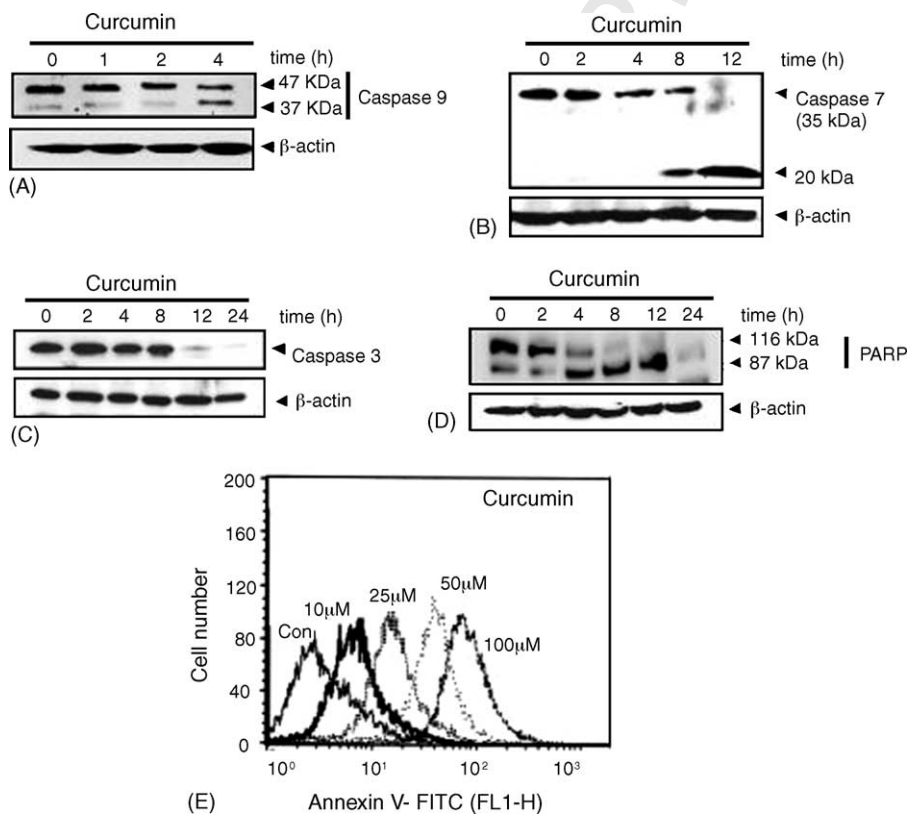 Curcumin
0 1 2 4 time (h)
47 KDa
37 KDa
Caspase 9
β-actin
(A)
Curcumin
0 2 4 8 12 time (h)
Caspase 7
(35 kDa)
20 kDa
β-actin
(B)
Curcumin
0 2 4 8 12 24 time (h)
Caspase 3
β-actin
(C)
Curcumin
0 2 4 8 12 24 time (h)
116 kDa
87 kDa
PARP
β-actin
(D)
200
160
120
80
40
0
Cell number
Curcumin
Con
10μM
25μM
50μM
100μM
10⁰ 10¹ 10² 10³
Annexin V- FITC (FL1-H)
(E)